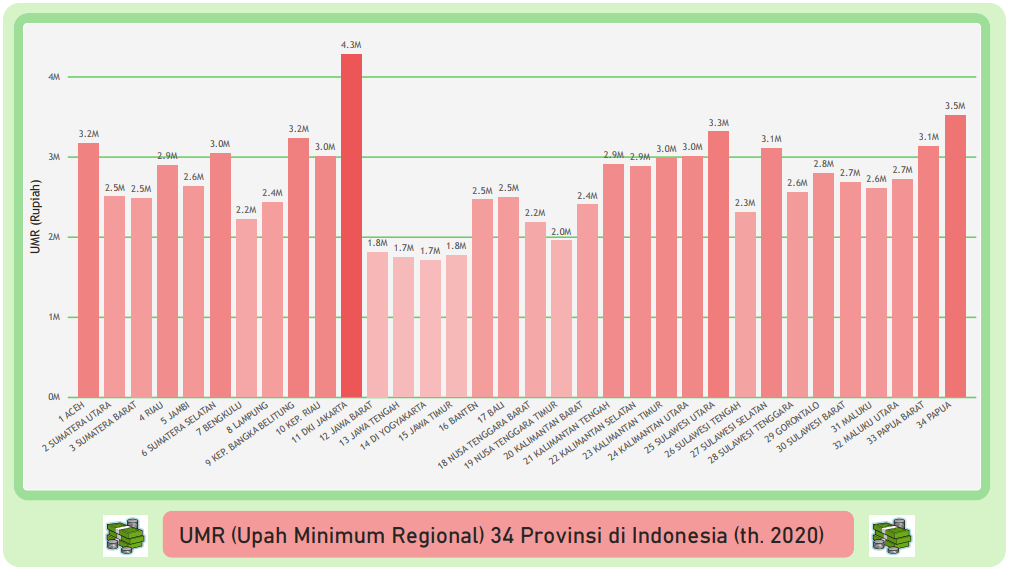 4.3M
4M
3.2M
2.5M
2.5M
2.9M
2.6M
3.0M
2.2M
2.4M
3.2M
3.0M
1.8M
1.7M
1.7M
1.8M
2.5M
2.5M
2.2M
2.0M
2.4M
2.9M
2.9M
3.0M
3.0M
3.3M
2.3M
3.1M
2.6M
2.8M
2.7M
2.6M
2.7M
3.1M
3.5M
3M
2M
1M
0M
UMR (Rupiah)
1 ACEH
2 SUMATERA UTARA
3 SUMATERA BARAT
4 RIAU
5 JAMBI
6 SUMATERA SELATAN
7 BENGKULU
8 LAMPUNG
9 KEP. BANGKA BELITUNG
10 KEP. RIAU
11 DKI JAKARTA
12 JAWA BARAT
13 JAWA TENGAH
14 DI YOGYAKARTA
15 JAWA TIMUR
16 BANTEN
17 BALI
18 NUSA TENGGARA BARAT
19 NUSA TENGGARA TIMUR
20 KALIMANTAN BARAT
21 KALIMANTAN TENGAH
22 KALIMANTAN SELATAN
23 KALIMANTAN TIMUR
24 KALIMANTAN UTARA
25 SULAWESI UTARA
26 SULAWESI TENGAH
27 SULAWESI SELATAN
28 SULAWESI TENGGARA
29 GORONTALO
30 SULAWESI BARAT
31 MALUKU
32 MALUKU UTARA
33 PAPUA BARAT
34 PAPUA
UMR (Upah Minimum Regional) 34 Provinsi di Indonesia (th. 2020)